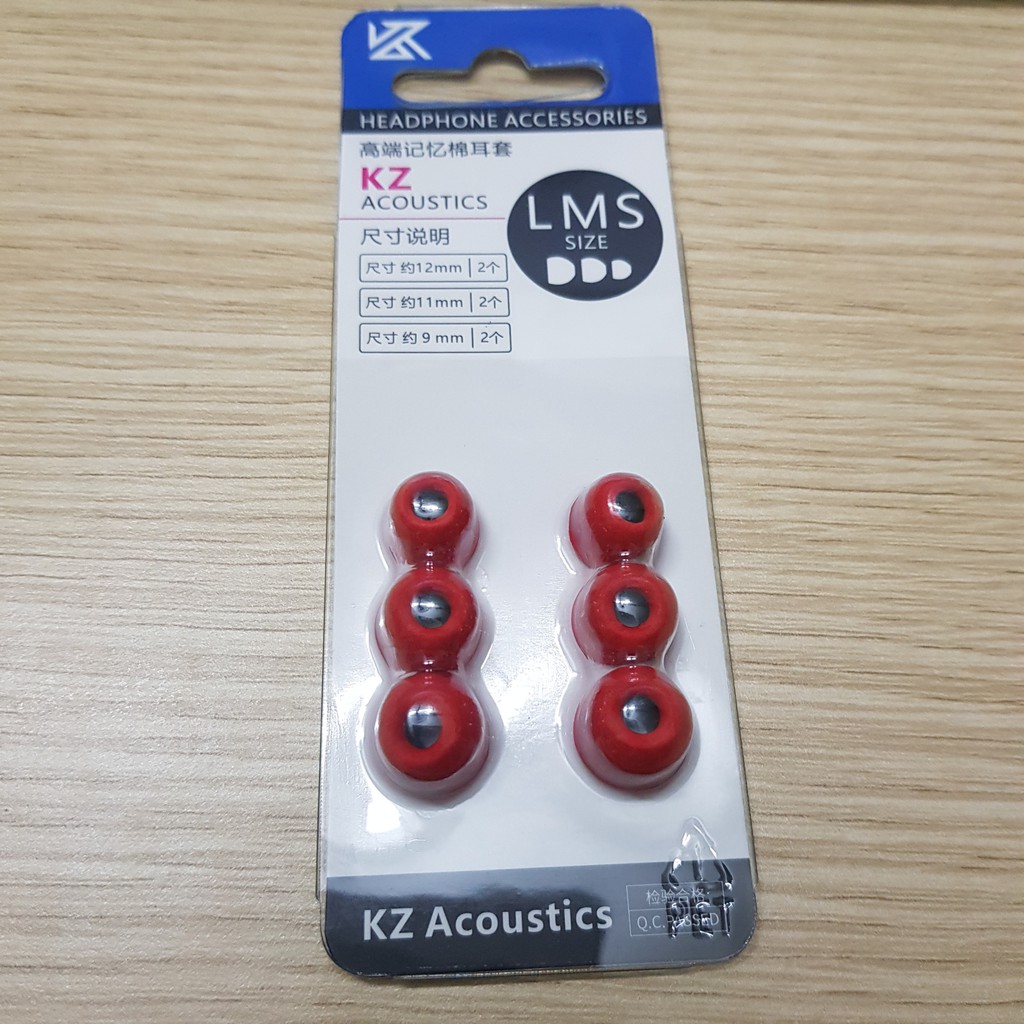 KZ
HEADPHONE ACCESSORIES
高端记忆棉耳套
KZ
ACOUSTICS
LMS
SIZE
尺寸说明
尺寸 约12mm | 2个
尺寸 约11mm | 2个
尺寸 约 9 mm | 2个
KZ Acoustics
检验合格
Q.C.PASSED